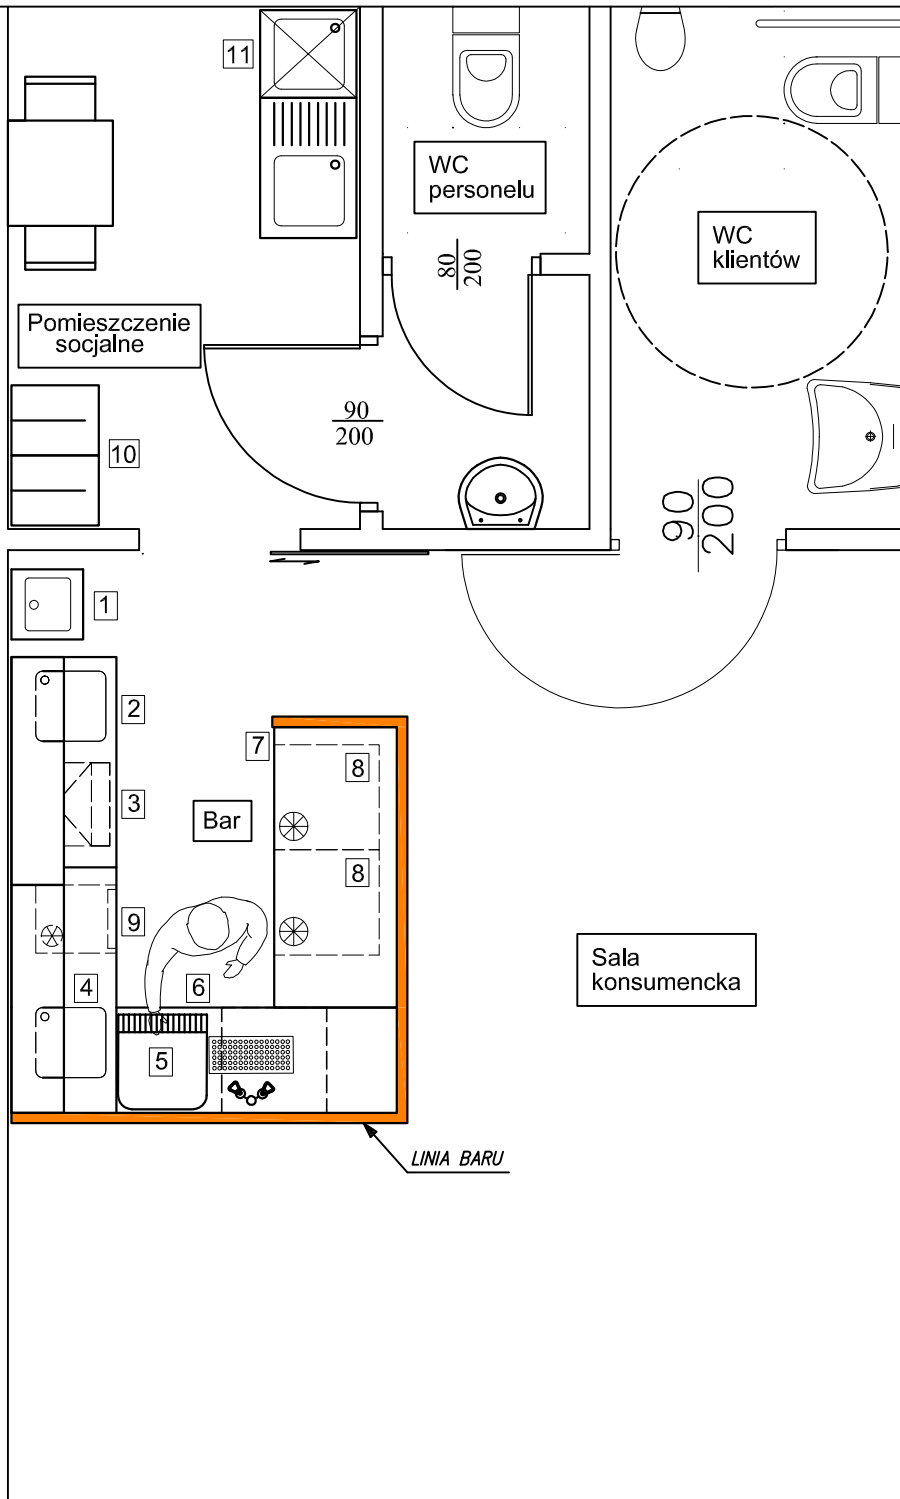 11
WC
personelu
WC
klientów
80
200
Pomieszczenie
socjalne
90
200
10
90
200
1
2
7
8
3
Bar
8
9
Sala
konsumencka
4
6
5
LINIA BARU